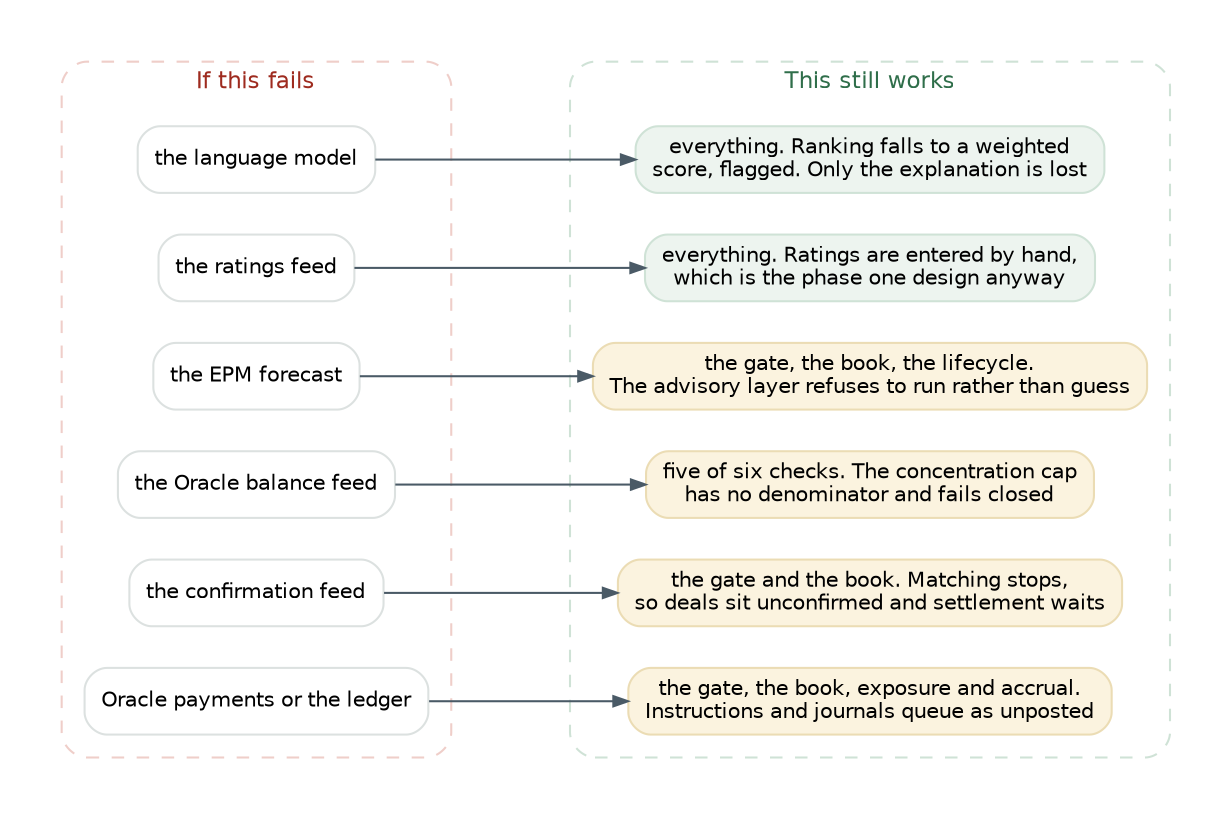 If this fails
This still works
the language model
everything. Ranking falls to a weighted
score, flagged. Only the explanation is lost
the ratings feed
everything. Ratings are entered by hand,
which is the phase one design anyway
the EPM forecast
the gate, the book, the lifecycle.
The advisory layer refuses to run rather than guess
the Oracle balance feed
five of six checks. The concentration cap
has no denominator and fails closed
the confirmation feed
the gate and the book. Matching stops,
so deals sit unconfirmed and settlement waits
Oracle payments or the ledger
the gate, the book, exposure and accrual.
Instructions and journals queue as unposted